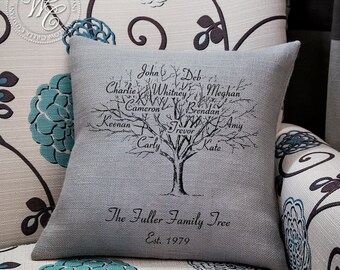 John Deb
Charlie Whitney Meghan
Cameron Brendan
Keenan Trevor Amy
Carly Kate
The Fuller Family Tree
Est. 1979